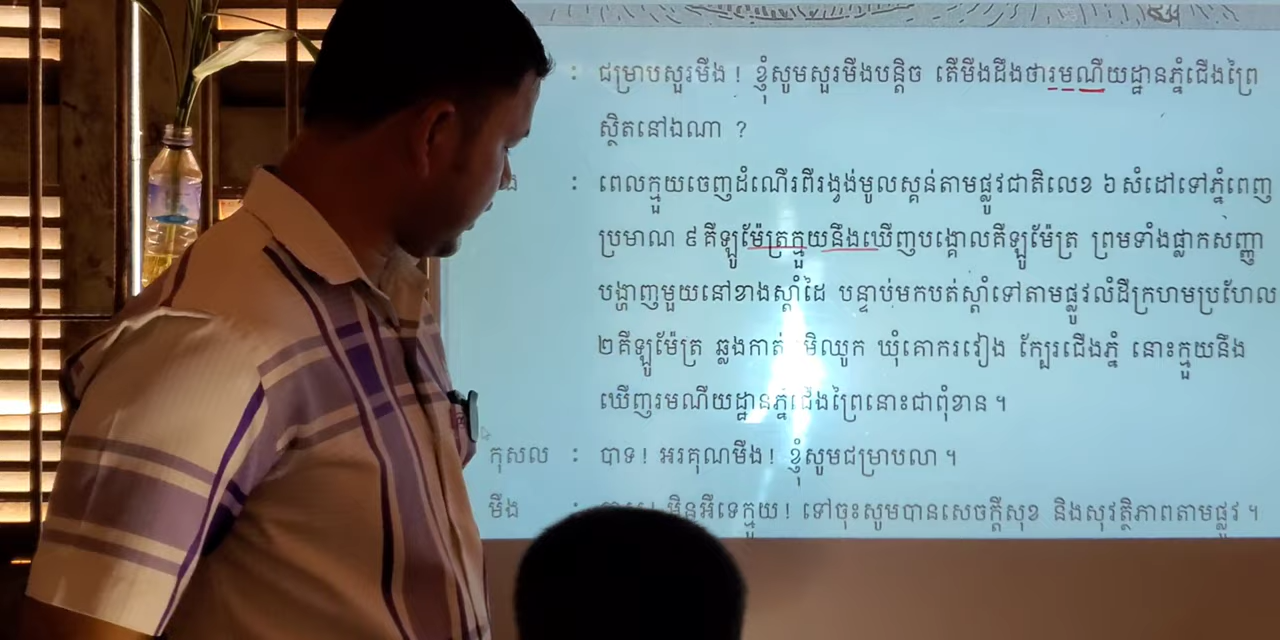 : ជម្រាបសួរមីង ! ខ្ញុំសូមសួរមីងបន្តិច តើមីងដឹងថារមណីយដ្ឋានភ្នំជើងព្រៃ
ស្ថិតនៅឯណា ?
: ពេលក្មួយចេញដំណើរពីរង្វង់មូលស្គន់តាមផ្លូវជាតិលេខ ៦ សំដៅទៅភ្នំពេញ
ប្រមាណ ៩ គីឡូម៉ែត្រក្មួយនឹងឃើញបង្គោលគីឡូម៉ែត្រ ព្រមទាំងផ្លាកសញ្ញា
បង្ហាញមួយនៅខាងស្តាំដៃ បន្ទាប់មកបត់ស្តាំទៅតាមផ្លូវលំដីក្រហមប្រហែល
២ គីឡូម៉ែត្រ ឆ្លងកាត់ ឈូក ឃុំគោករវៀង ក្បែរជើងភ្នំ នោះក្មួយនឹង
ឃើញរមណីយដ្ឋានភ្នំជើងព្រៃនោះជាពុំខាន ។
កុសល : បាទ ! អរគុណមីង ! ខ្ញុំសូមជម្រាបលា ។
មីង : មិនអីទេក្មួយ ! ទៅចុះសូមបានសេចក្តីសុខ និងសុវត្ថិភាពតាមផ្លូវ ។